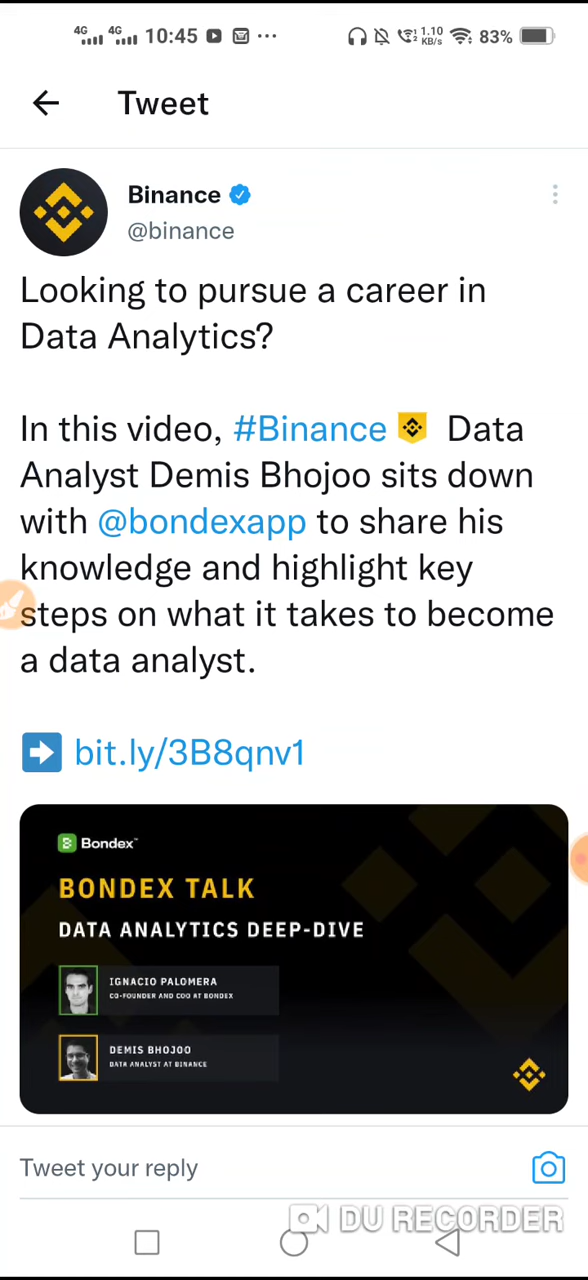 4G 4G 10:45 1.10 KB/s 83%
Tweet
Binance
@binance
Looking to pursue a career in
Data Analytics?
In this video, #Binance Data
Analyst Demis Bhojoo sits down
with @bondexapp to share his
knowledge and highlight key
steps on what it takes to become
a data analyst.
bit.ly/3B8qnv1
Bondex™
BONDEX TALK
DATA ANALYTICS DEEP-DIVE
IGNACIO PALOMERA
CO-FOUNDER AND COO AT BONDEX
DEMIS BHOJOO
DATA ANALYST AT BINANCE
Tweet your reply
DU RECORDER